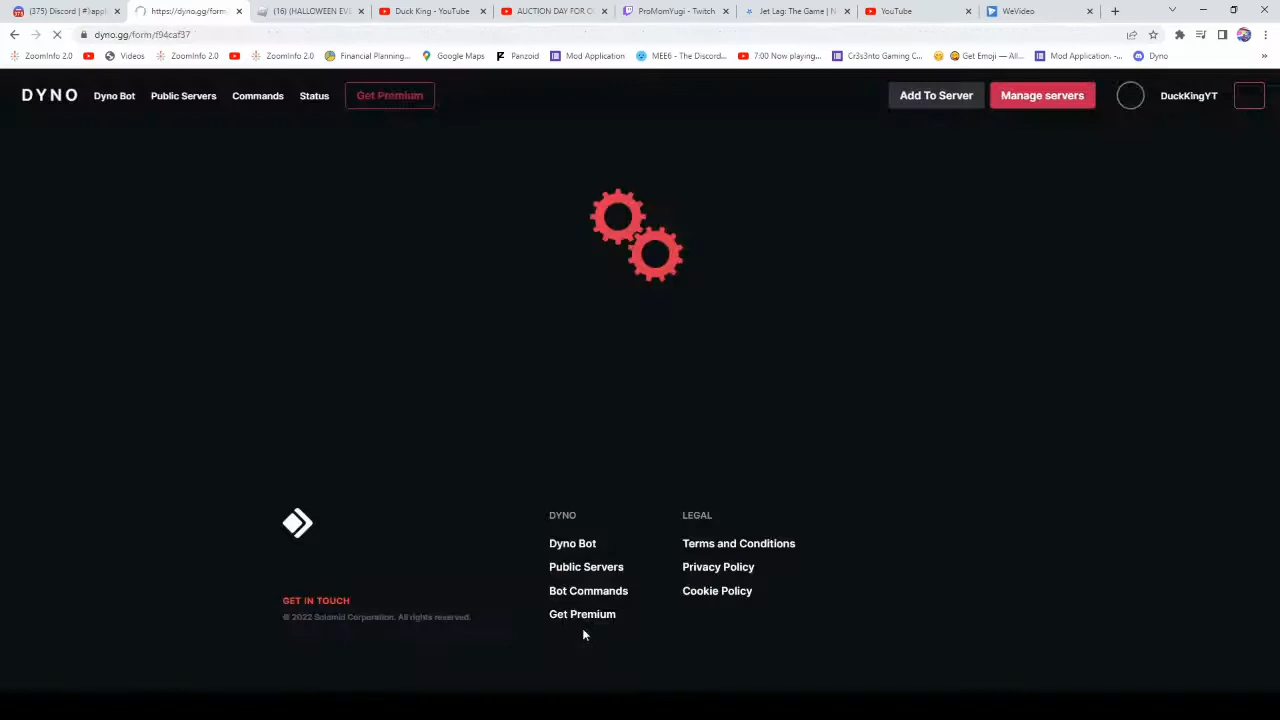 (375) Discord | #!appl
https://dyno.gg/form
(16) (HALLOWEEN EVE
Duck King - YouTube
AUCTION DAY FOR O
ProMomYugi - Twitch
Jet Lag: The Game | N
YouTube
WeVideo
dyno.gg/form/f94caf37
ZoomInfo 2.0
Videos
ZoomInfo 2.0
ZoomInfo 2.0
Financial Planning...
Google Maps
Panzoid
Mod Application
MEE6 - The Discord...
7:00 Now playing...
Cr3s3nto Gaming C...
Get Emoji — All...
Mod Application. -...
Dyno
DYNO
Dyno Bot
Public Servers
Commands
Status
Get Premium
Add To Server
Manage servers
DuckKingYT
DYNO
LEGAL
Dyno Bot
Terms and Conditions
Public Servers
Privacy Policy
Bot Commands
Cookie Policy
Get Premium
GET IN TOUCH
© 2022 Solamid Corporation. All rights reserved.